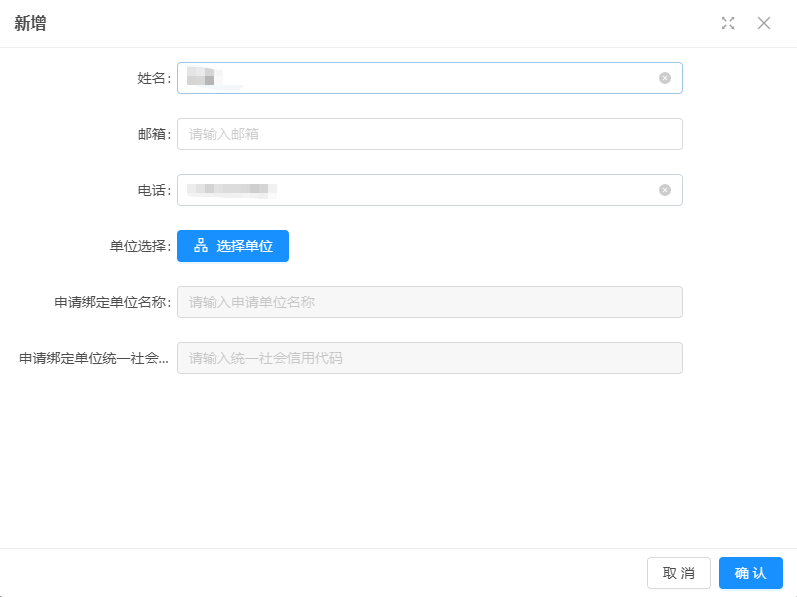 新增
姓名:
邮箱: 请输入邮箱
电话:
单位选择: 选择单位
申请绑定单位名称: 请输入申请单位名称
申请绑定单位统一社会... 请输入统一社会信用代码
取 消 确 认